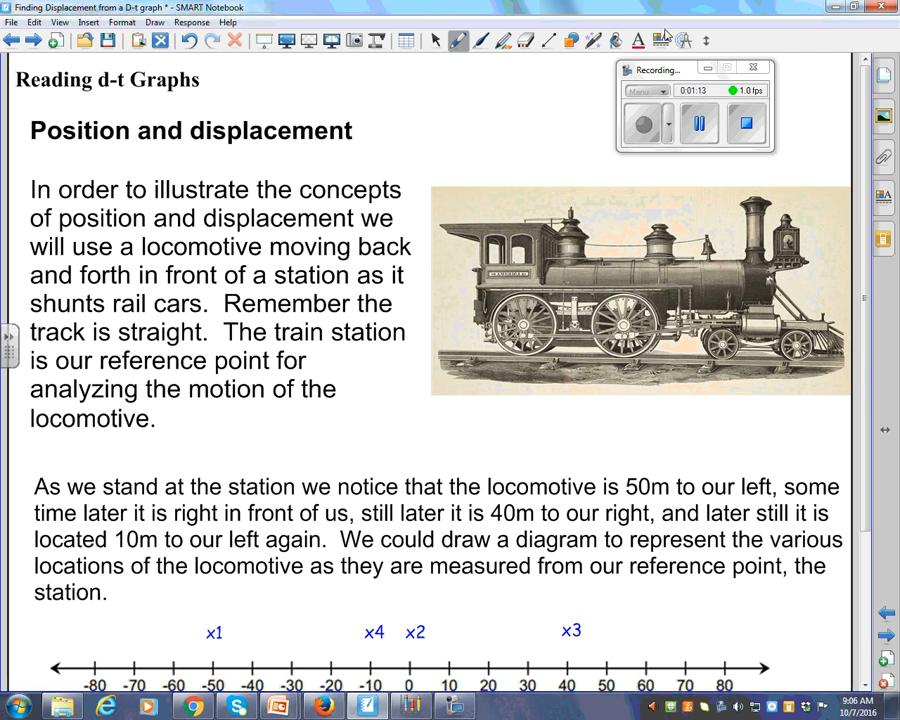 Finding Displacement from a D-t graph * - SMART Notebook
File Edit View Insert Format Draw Response Help
Reading d-t Graphs
Recording...
Menu 0:01:13 1.0 fps
Position and displacement
In order to illustrate the concepts
of position and displacement we
will use a locomotive moving back
and forth in front of a station as it
shunts rail cars. Remember the
track is straight. The train station
is our reference point for
analyzing the motion of the
locomotive.
As we stand at the station we notice that the locomotive is 50m to our left, some
time later it is right in front of us, still later it is 40m to our right, and later still it is
located 10m to our left again. We could draw a diagram to represent the various
locations of the locomotive as they are measured from our reference point, the
station.
x1 x4 x2 x3
-80 -70 -60 -50 -40 -30 -20 -10 0 10 20 30 40 50 60 70 80
9:06 AM
10/7/2016